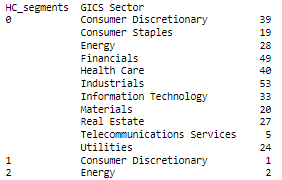 HC_segments  GICS Sector
0            Consumer Discretionary         39
             Consumer Staples               19
             Energy                         28
             Financials                     49
             Health Care                    40
             Industrials                    53
             Information Technology         33
             Materials                      20
             Real Estate                    27
             Telecommunications Services     5
             Utilities                      24
1            Consumer Discretionary          1
2            Energy                          2